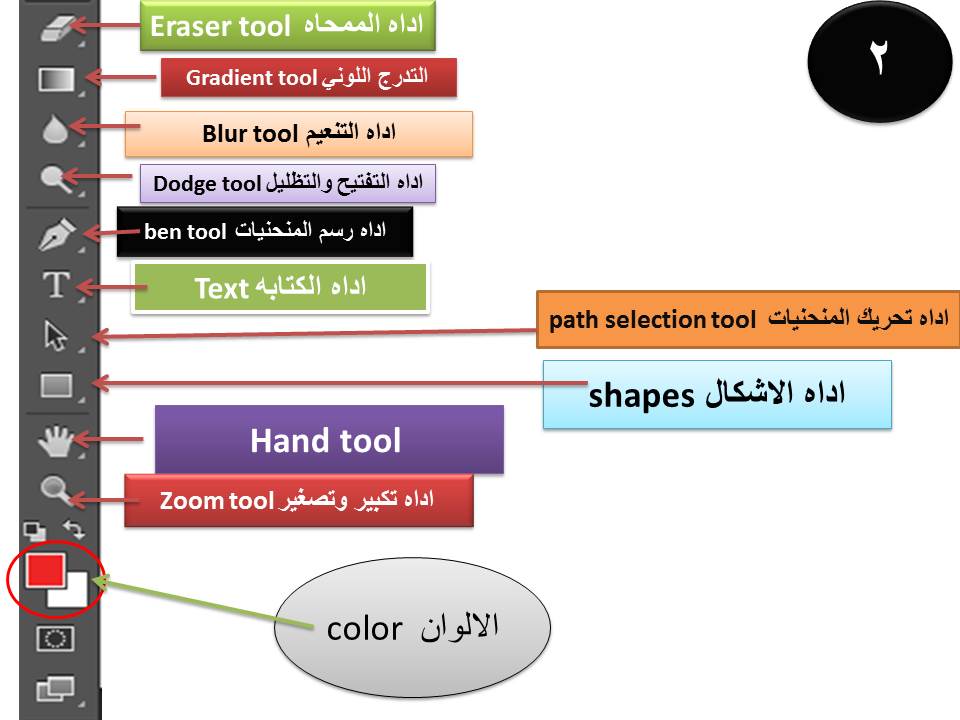 اداه الممحاه Eraser tool
٢
التدرج اللوني Gradient tool
اداه التنعيم Blur tool
اداه التفتيح والتظليل Dodge tool
اداه رسم المنحنيات ben tool
اداه الكتابه Text
اداه تحريك المنحنيات path selection tool
اداه الاشكال shapes
Hand tool
اداه تكبير وتصغير Zoom tool
الالوان color